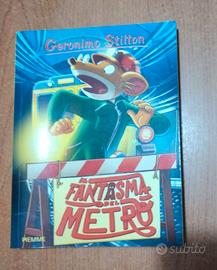 Geronimo Stilton
IL
FANTASMA
DEL
METRÒ
PIEMME
subito